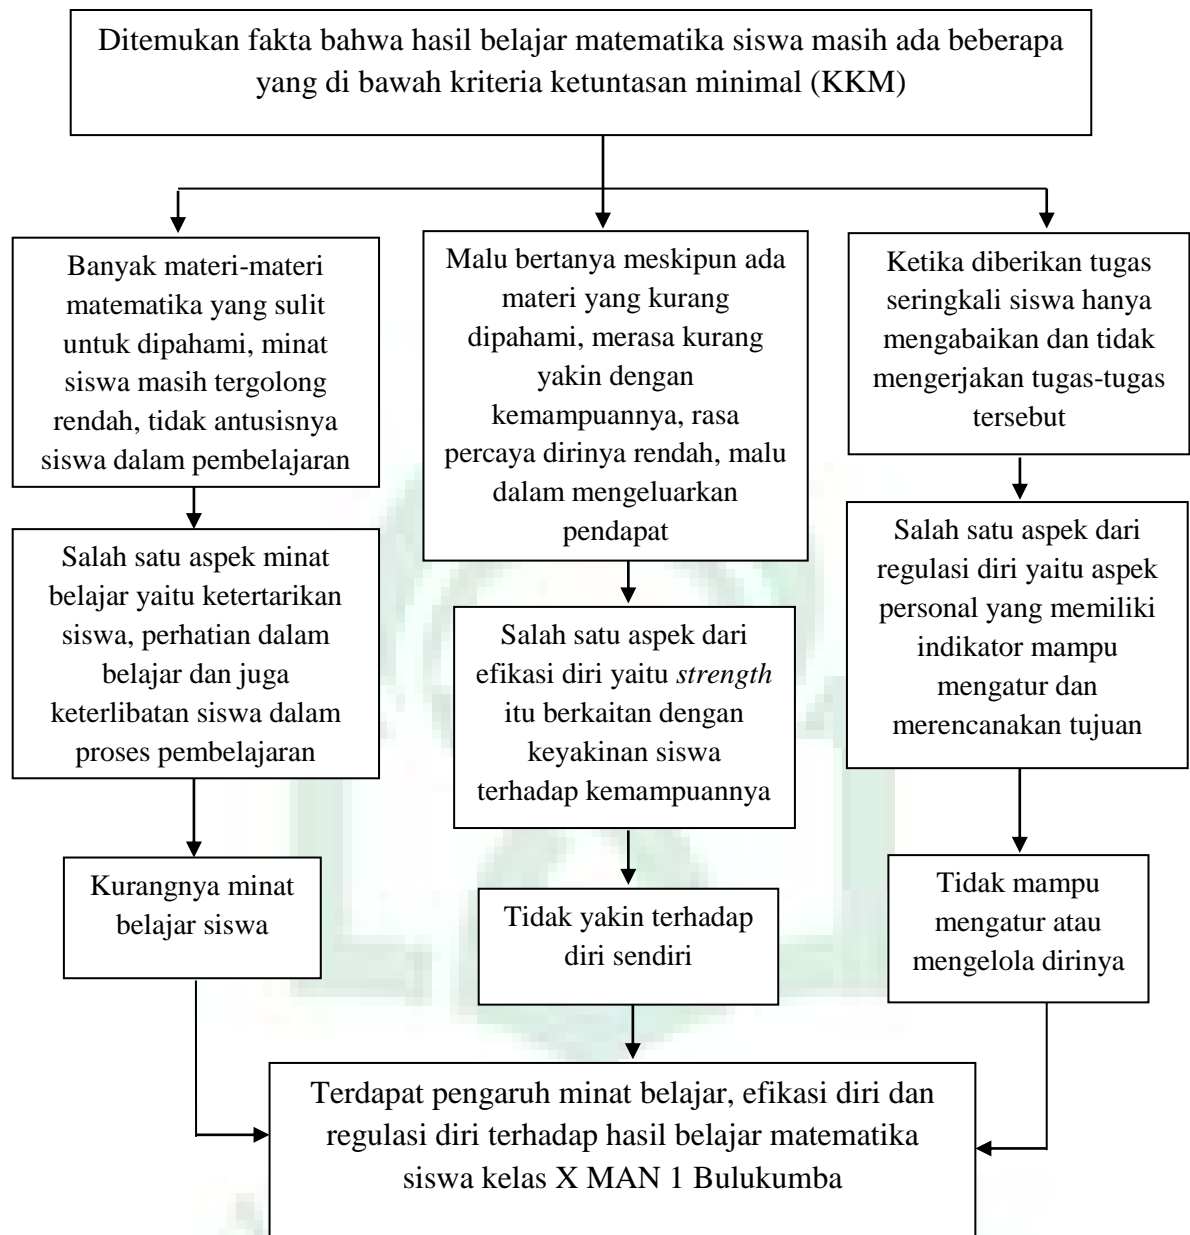 Ditemukan fakta bahwa hasil belajar matematika siswa masih ada beberapa
yang di bawah kriteria ketuntasan minimal (KKM)
Banyak materi-materi
matematika yang sulit
untuk dipahami, minat
siswa masih tergolong
rendah, tidak antusisnya
siswa dalam pembelajaran
Malu bertanya meskipun ada
materi yang kurang
dipahami, merasa kurang
yakin dengan
kemampuannya, rasa
percaya dirinya rendah, malu
dalam mengeluarkan
pendapat
Ketika diberikan tugas
seringkali siswa hanya
mengabaikan dan tidak
mengerjakan tugas-tugas
tersebut
Salah satu aspek minat
belajar yaitu ketertarikan
siswa, perhatian dalam
belajar dan juga
keterlibatan siswa dalam
proses pembelajaran
Salah satu aspek dari
efikasi diri yaitu strength
itu berkaitan dengan
keyakinan siswa
terhadap kemampuannya
Salah satu aspek dari
regulasi diri yaitu aspek
personal yang memiliki
indikator mampu
mengatur dan
merencanakan tujuan
Kurangnya minat
belajar siswa
Tidak yakin terhadap
diri sendiri
Tidak mampu
mengatur atau
mengelola dirinya
Terdapat pengaruh minat belajar, efikasi diri dan
regulasi diri terhadap hasil belajar matematika
siswa kelas X MAN 1 Bulukumba